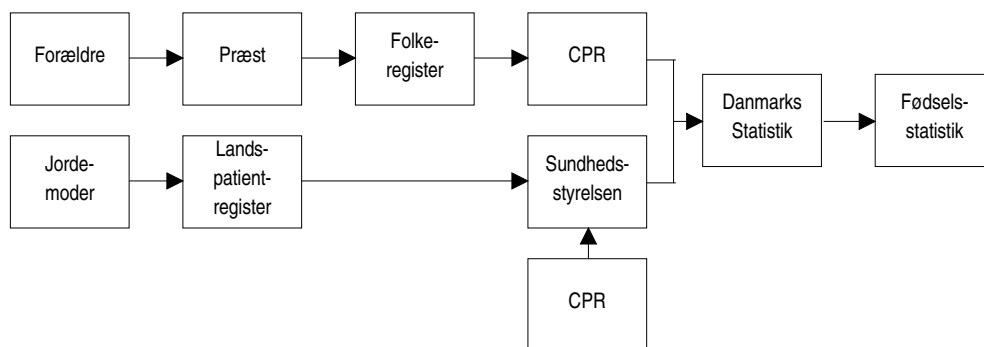 Forældre
Præst
Folke-
register
CPR
Danmarks
Statistik
Fødsels-
statistik
Jorde-
moder
Lands-
patient-
register
Sundheds-
styrelsen
CPR